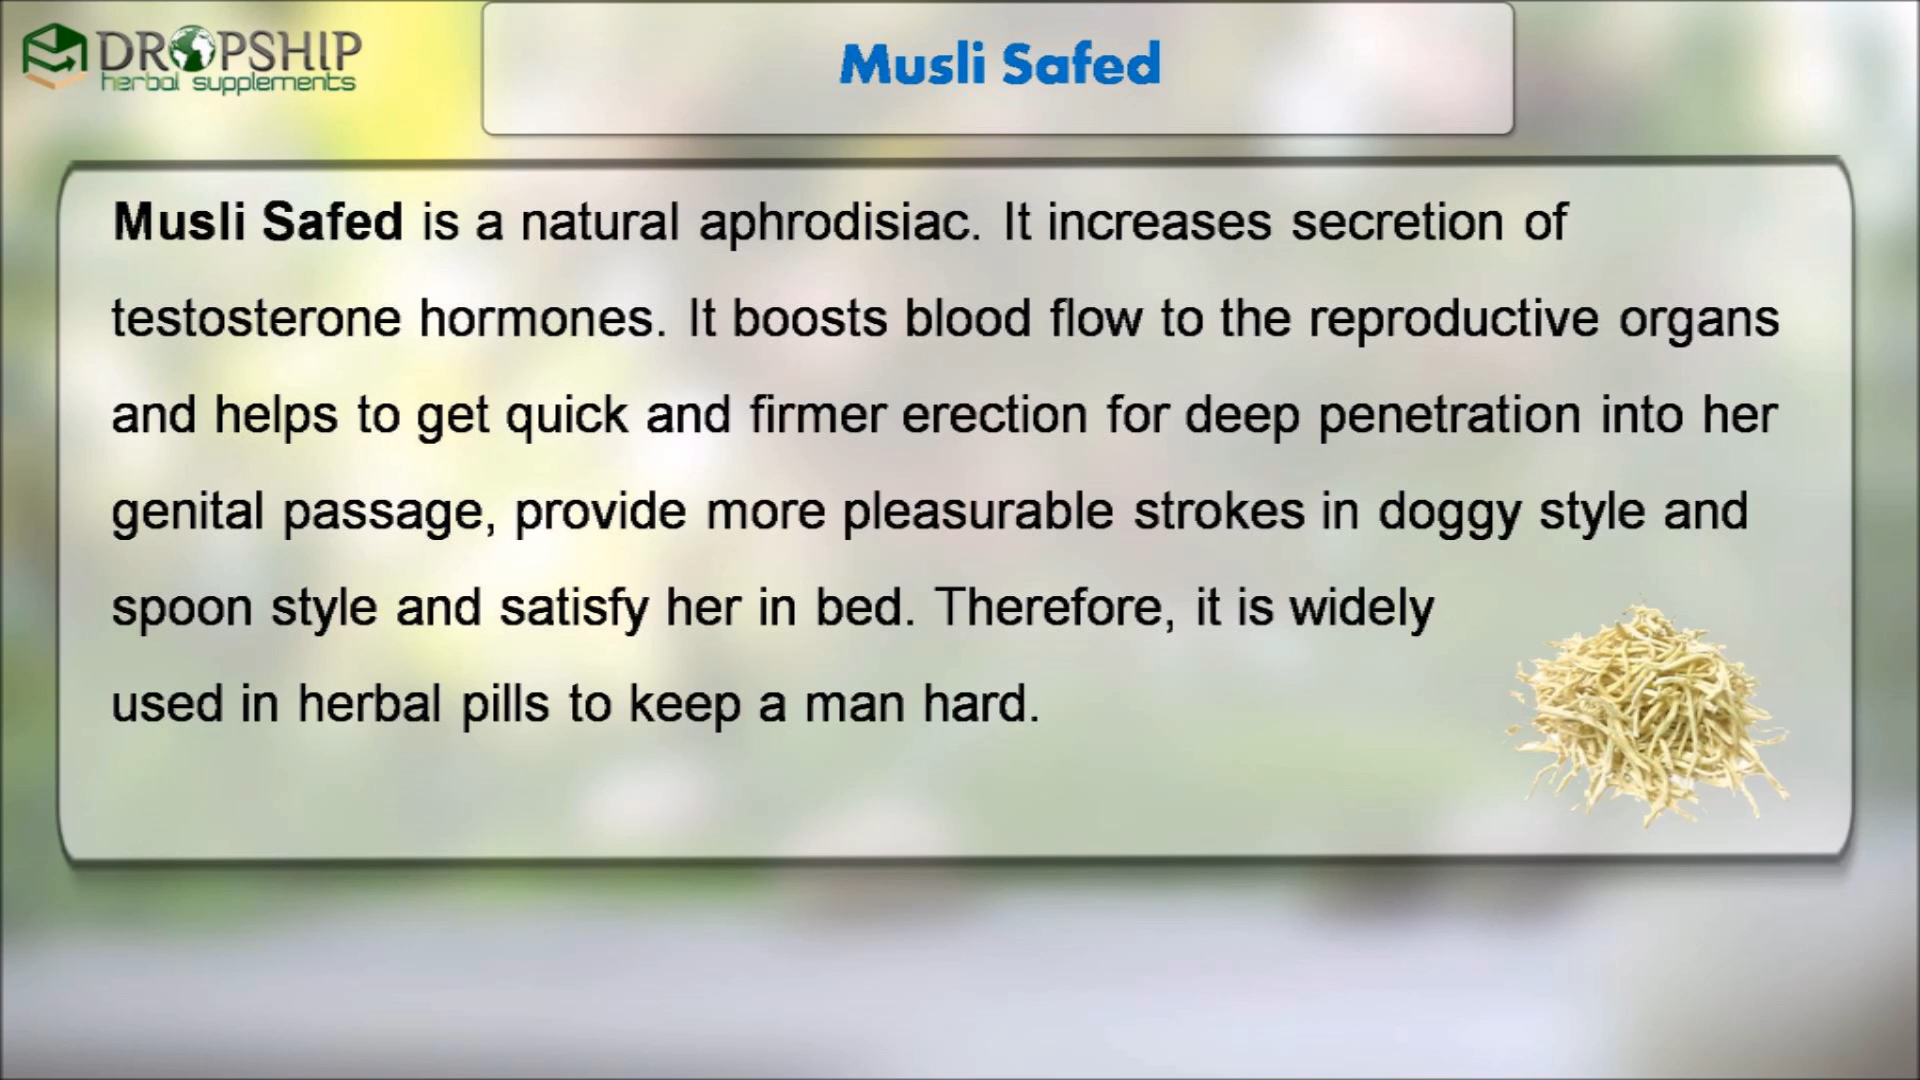 DROPSHIP
herbal supplements
Musli Safed
Musli Safed is a natural aphrodisiac. It increases secretion of
testosterone hormones. It boosts blood flow to the reproductive organs
and helps to get quick and firmer erection for deep penetration into her
genital passage, provide more pleasurable strokes in doggy style and
spoon style and satisfy her in bed. Therefore, it is widely
used in herbal pills to keep a man hard.